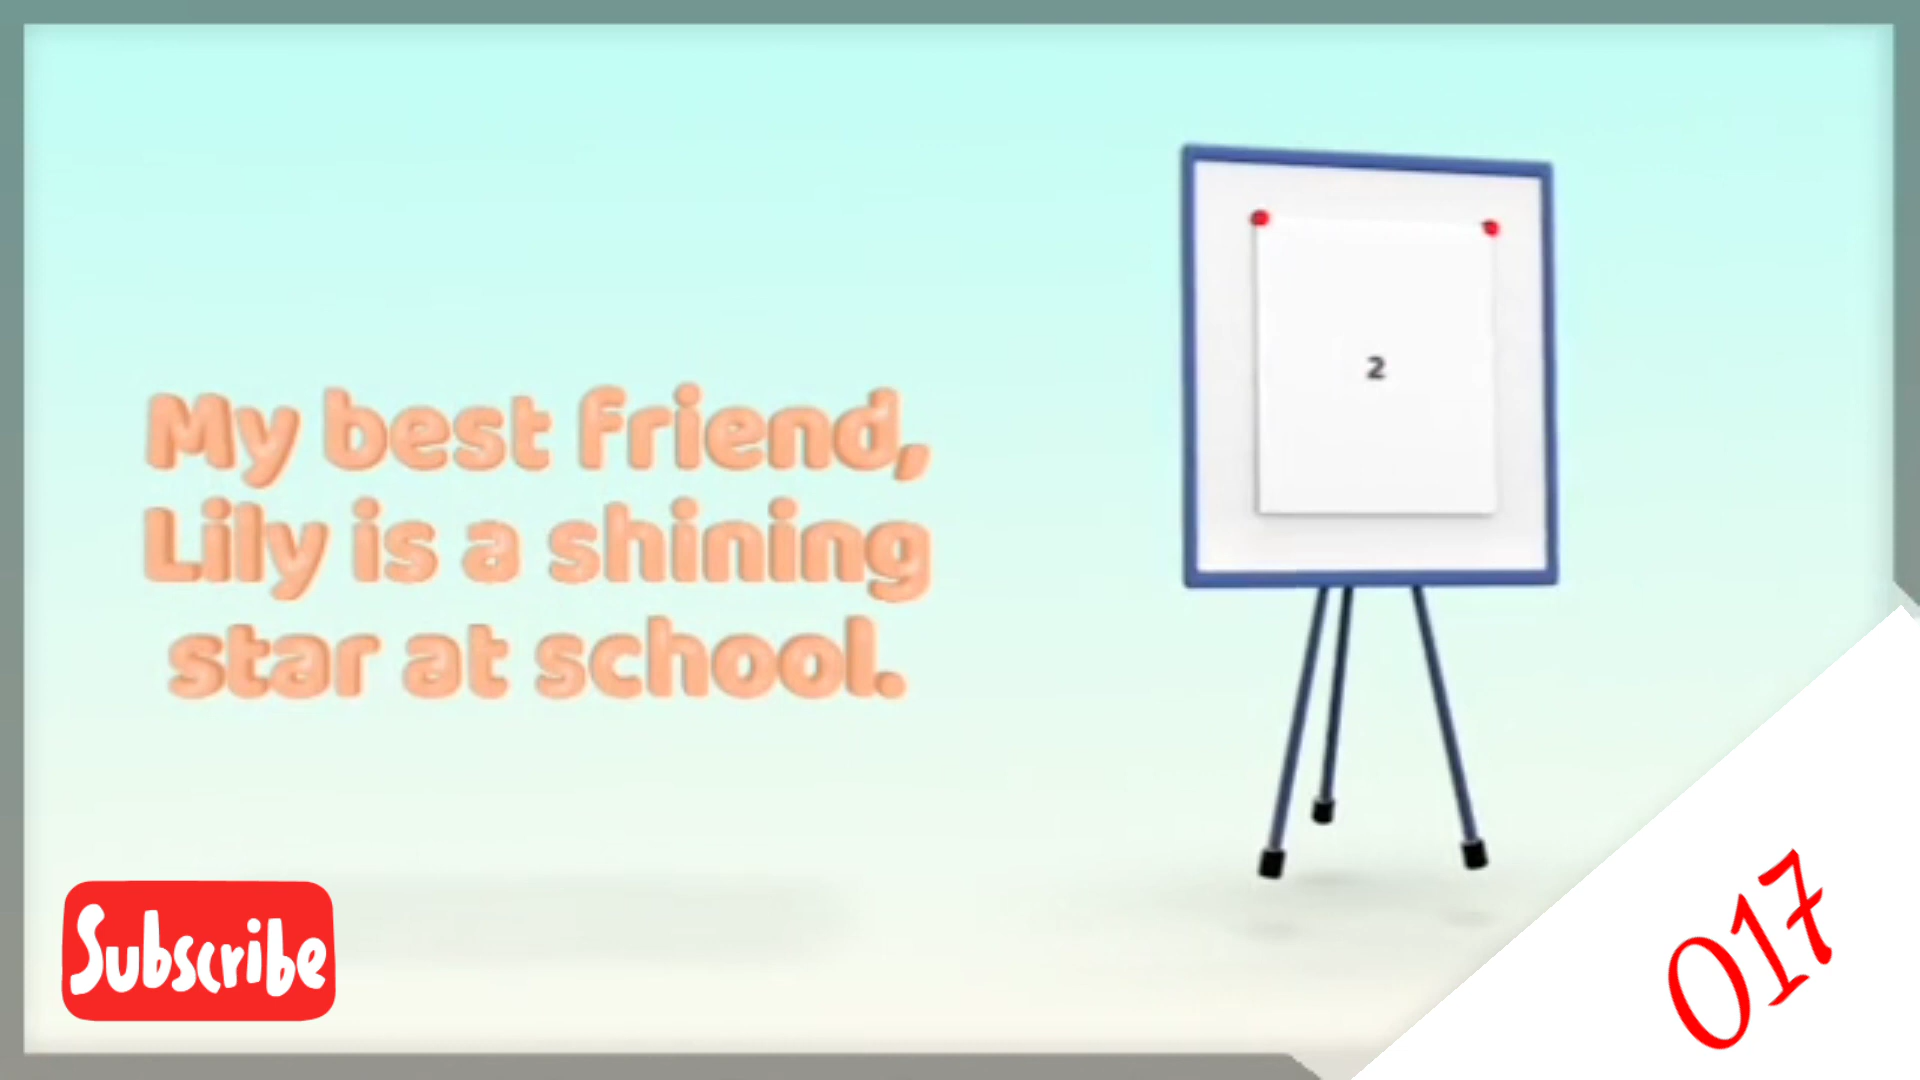 My best friend,
Lily is a shining
star at school.
2
Subscribe
017